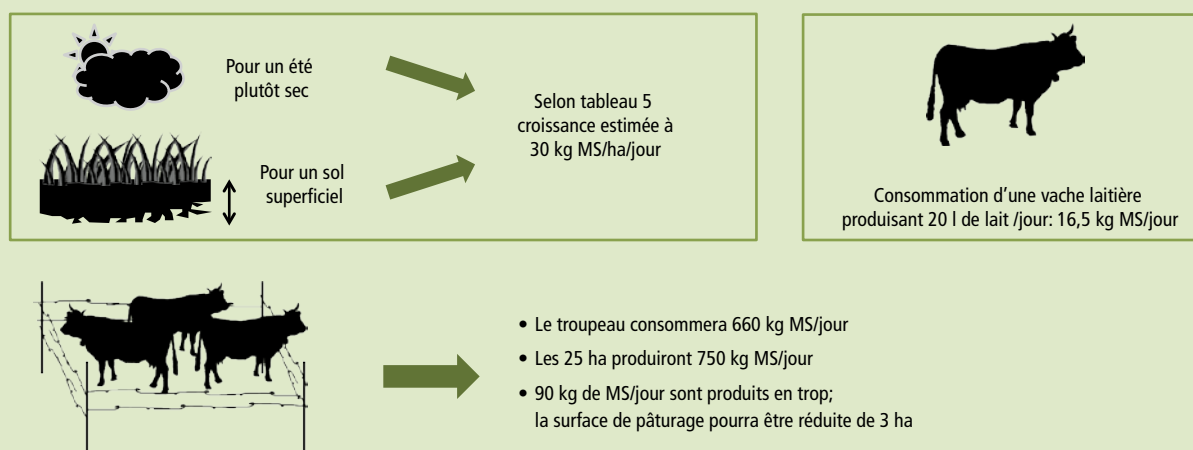 Pour un été
plutôt sec
Pour un sol
superficiel
Selon tableau 5
croissance estimée à
30 kg MS/ha/jour
Consommation d’une vache laitière
produisant 20 l de lait /jour: 16,5 kg MS/jour
• Le troupeau consommera 660 kg MS/jour
• Les 25 ha produiront 750 kg MS/jour
• 90 kg de MS/jour sont produits en trop;
la surface de pâturage pourra être réduite de 3 ha